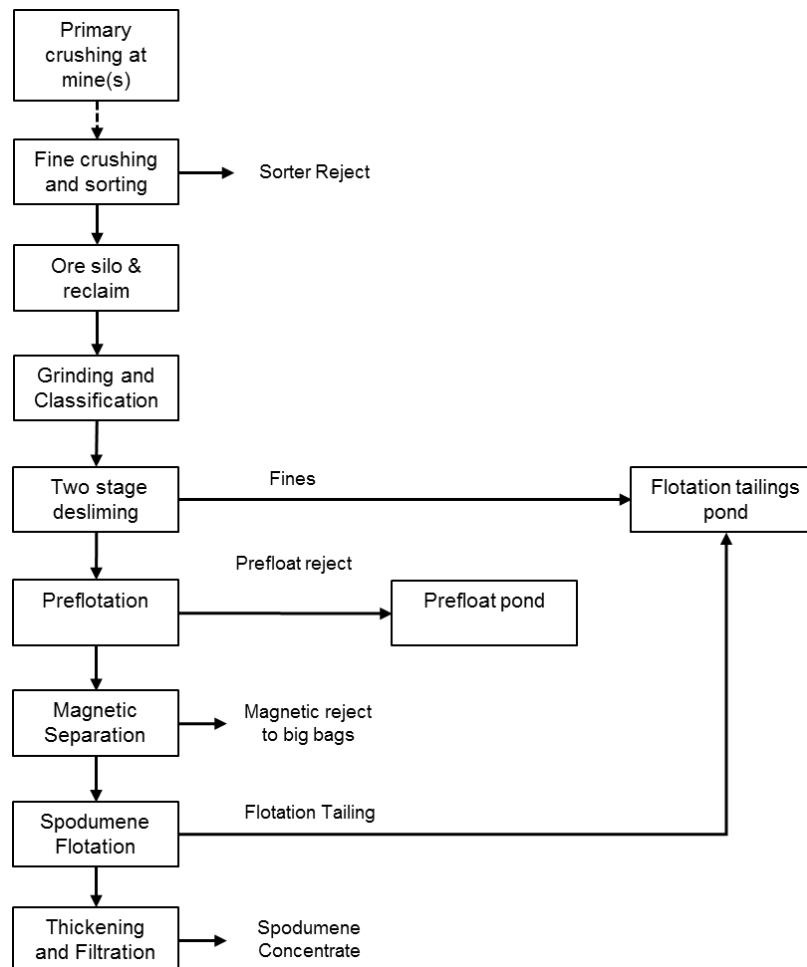 Primary
crushing at
mine(s)
Fine crushing
and sorting
Sorter Reject
Ore silo &
reclaim
Grinding and
Classification
Two stage
desliming
Fines
Flotation tailings
pond
Prefloat reject
Preflotation
Prefloat pond
Magnetic
Separation
Magnetic reject
to big bags
Spodumene
Flotation
Flotation Tailing
Thickening
and Filtration
Spodumene
Concentrate